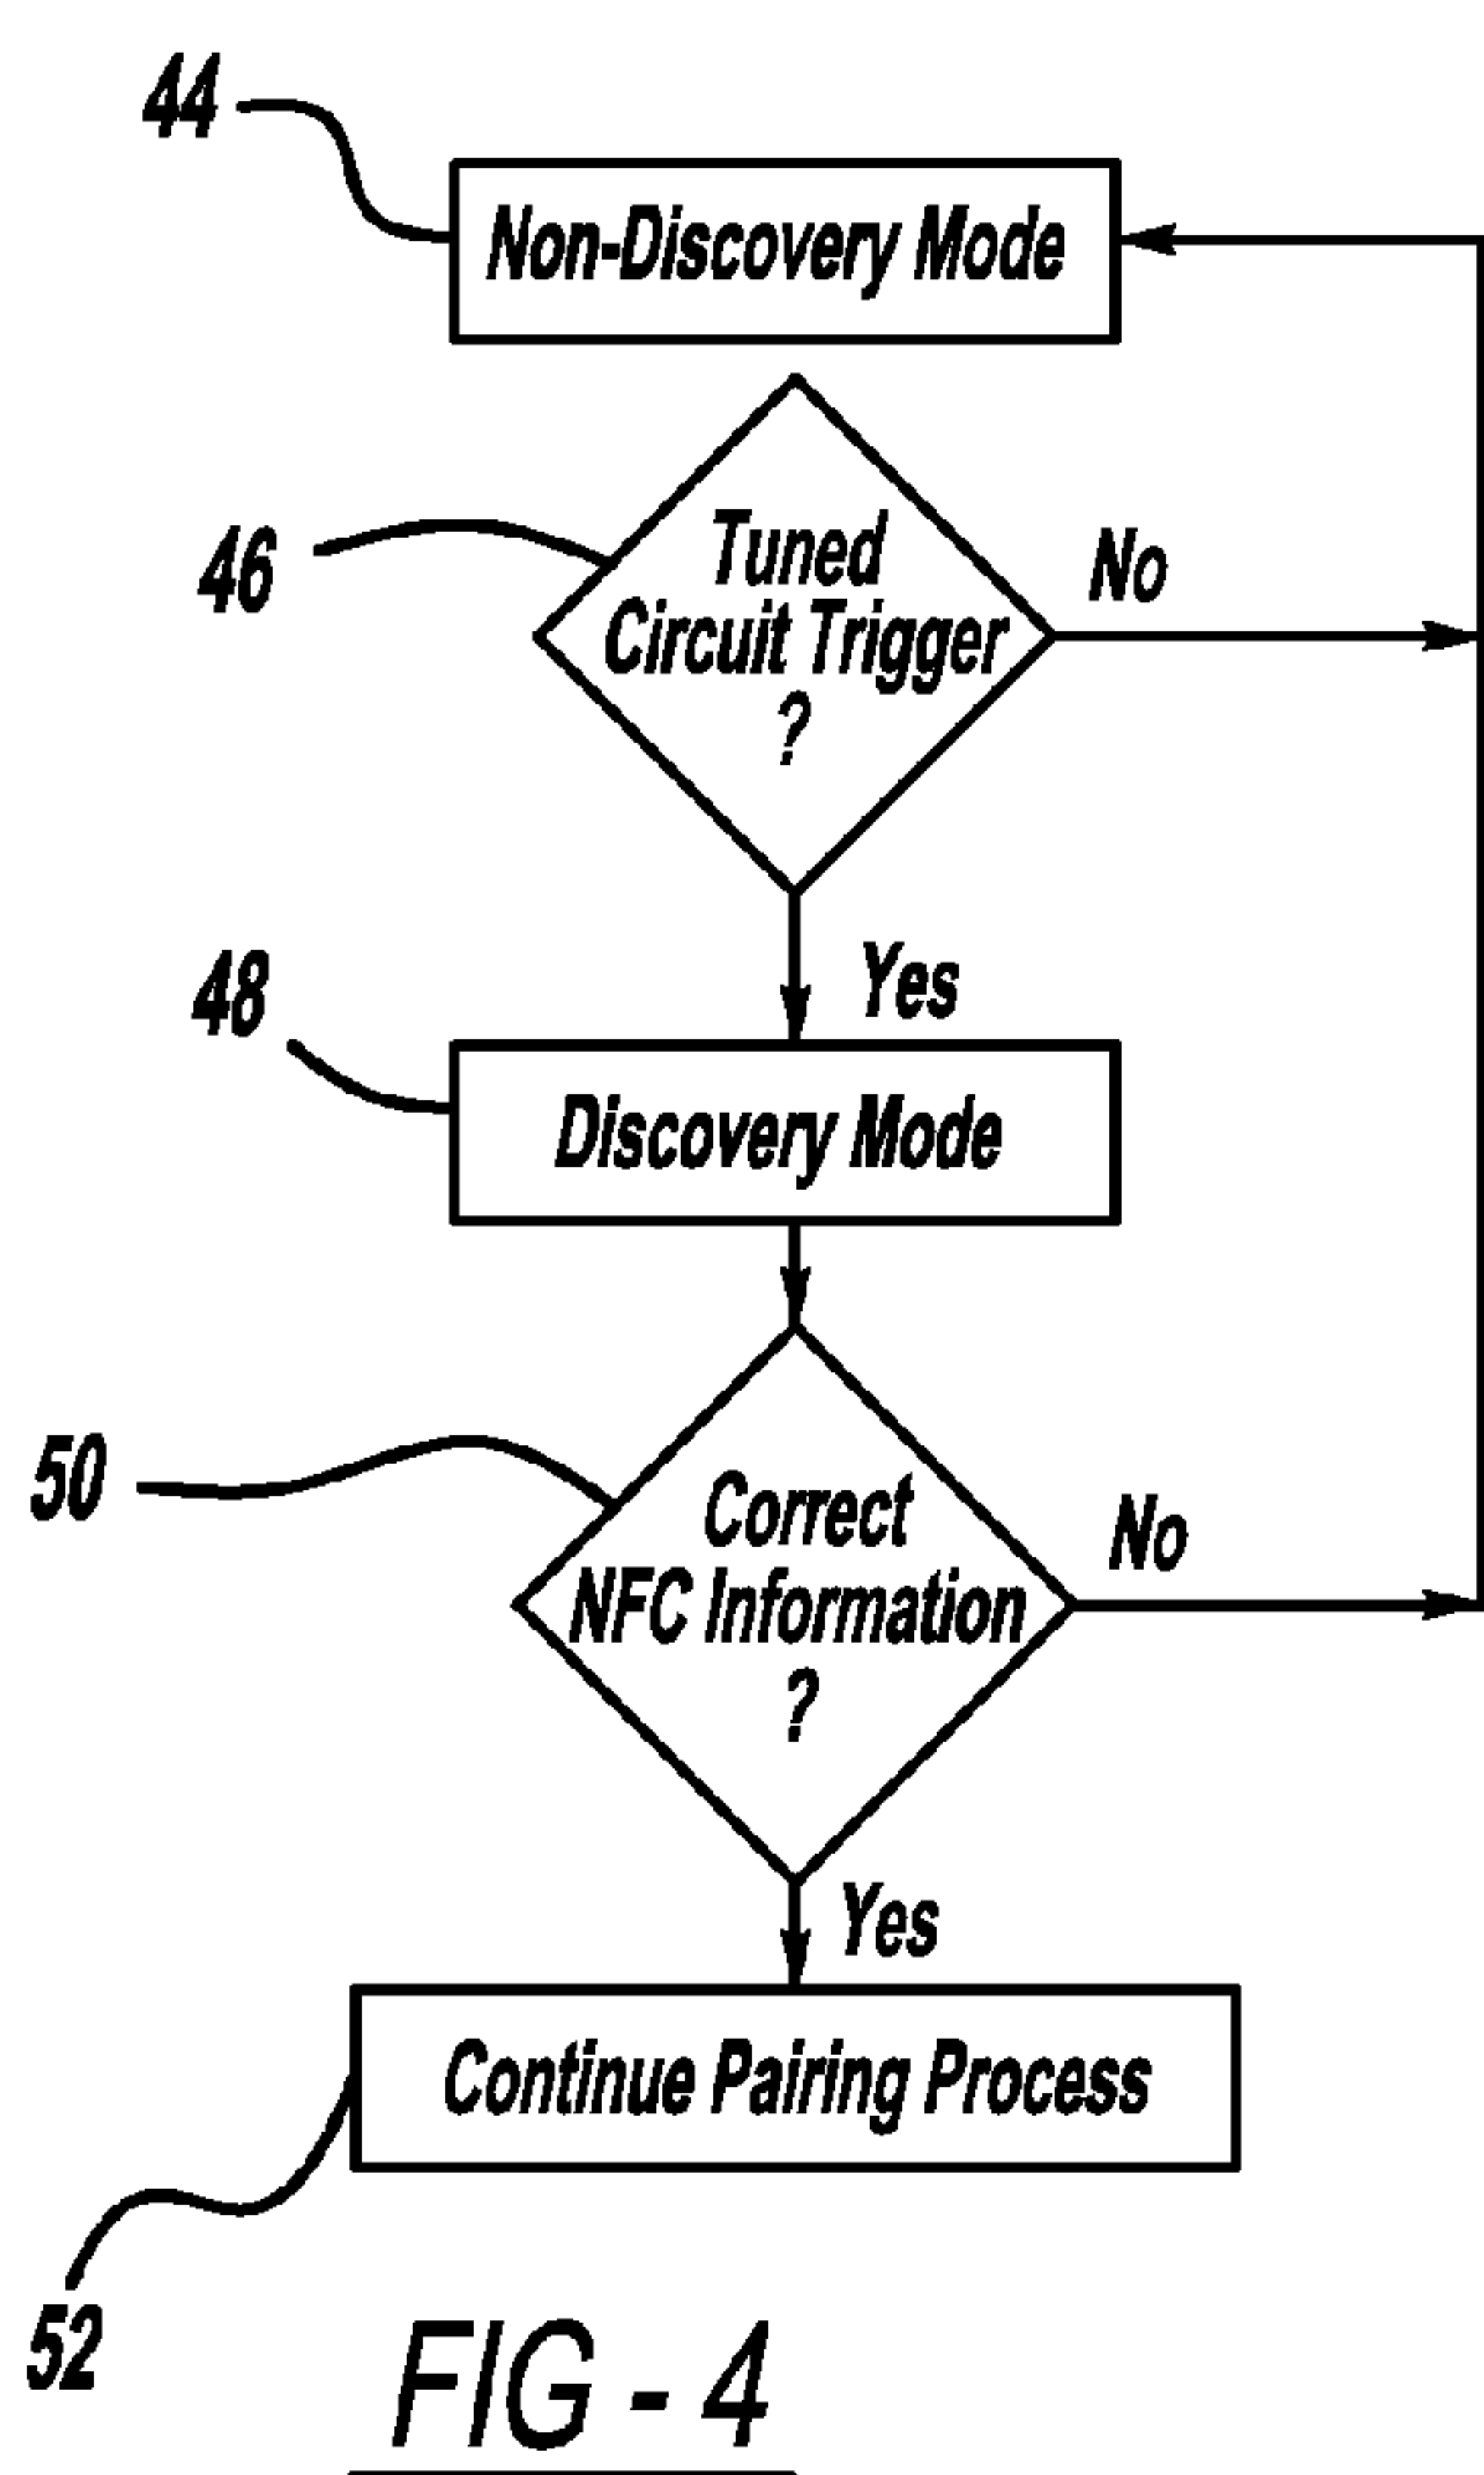 44
Non-Discovery Mode
46
Tuned
Circuit Trigger
?
No
Yes
48
Discovery Mode
50
Correct
NFC Information
?
No
Yes
Continue Pairing Process
52
FIG - 4